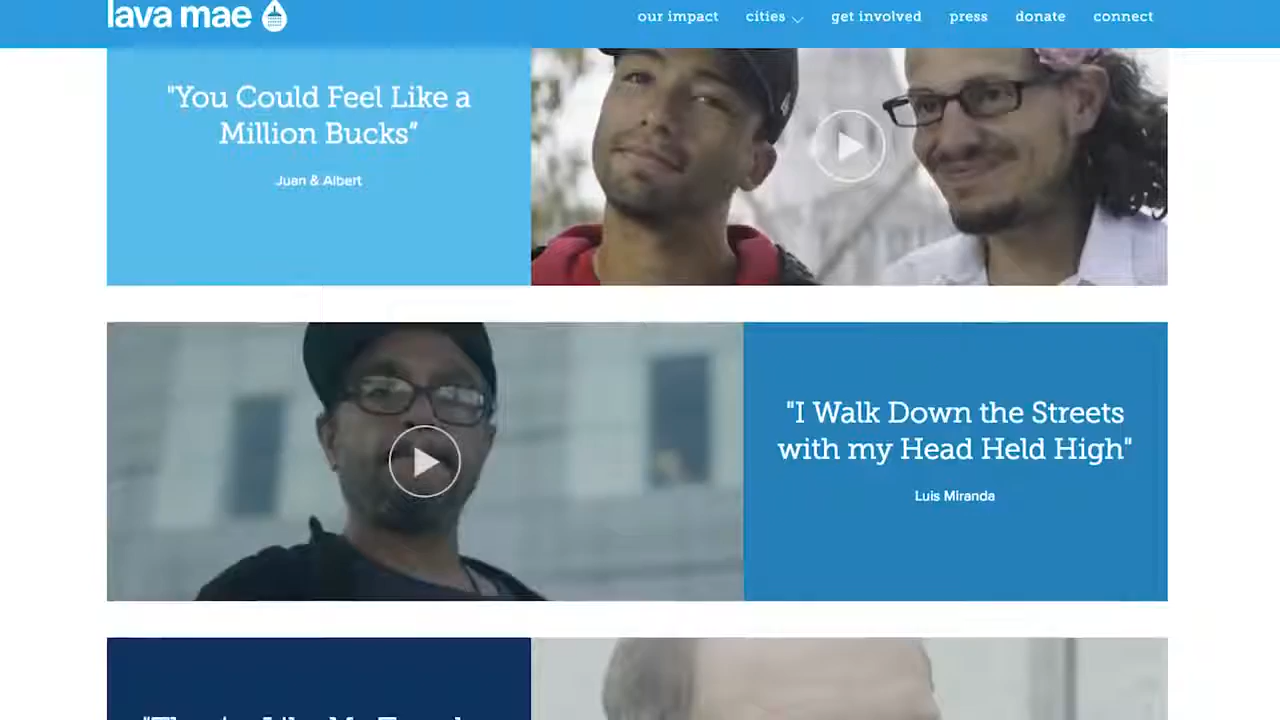 lava mae
our impact cities get involved press donate connect
"You Could Feel Like a
Million Bucks"
Juan & Albert
"I Walk Down the Streets
with my Head Held High"
Luis Miranda